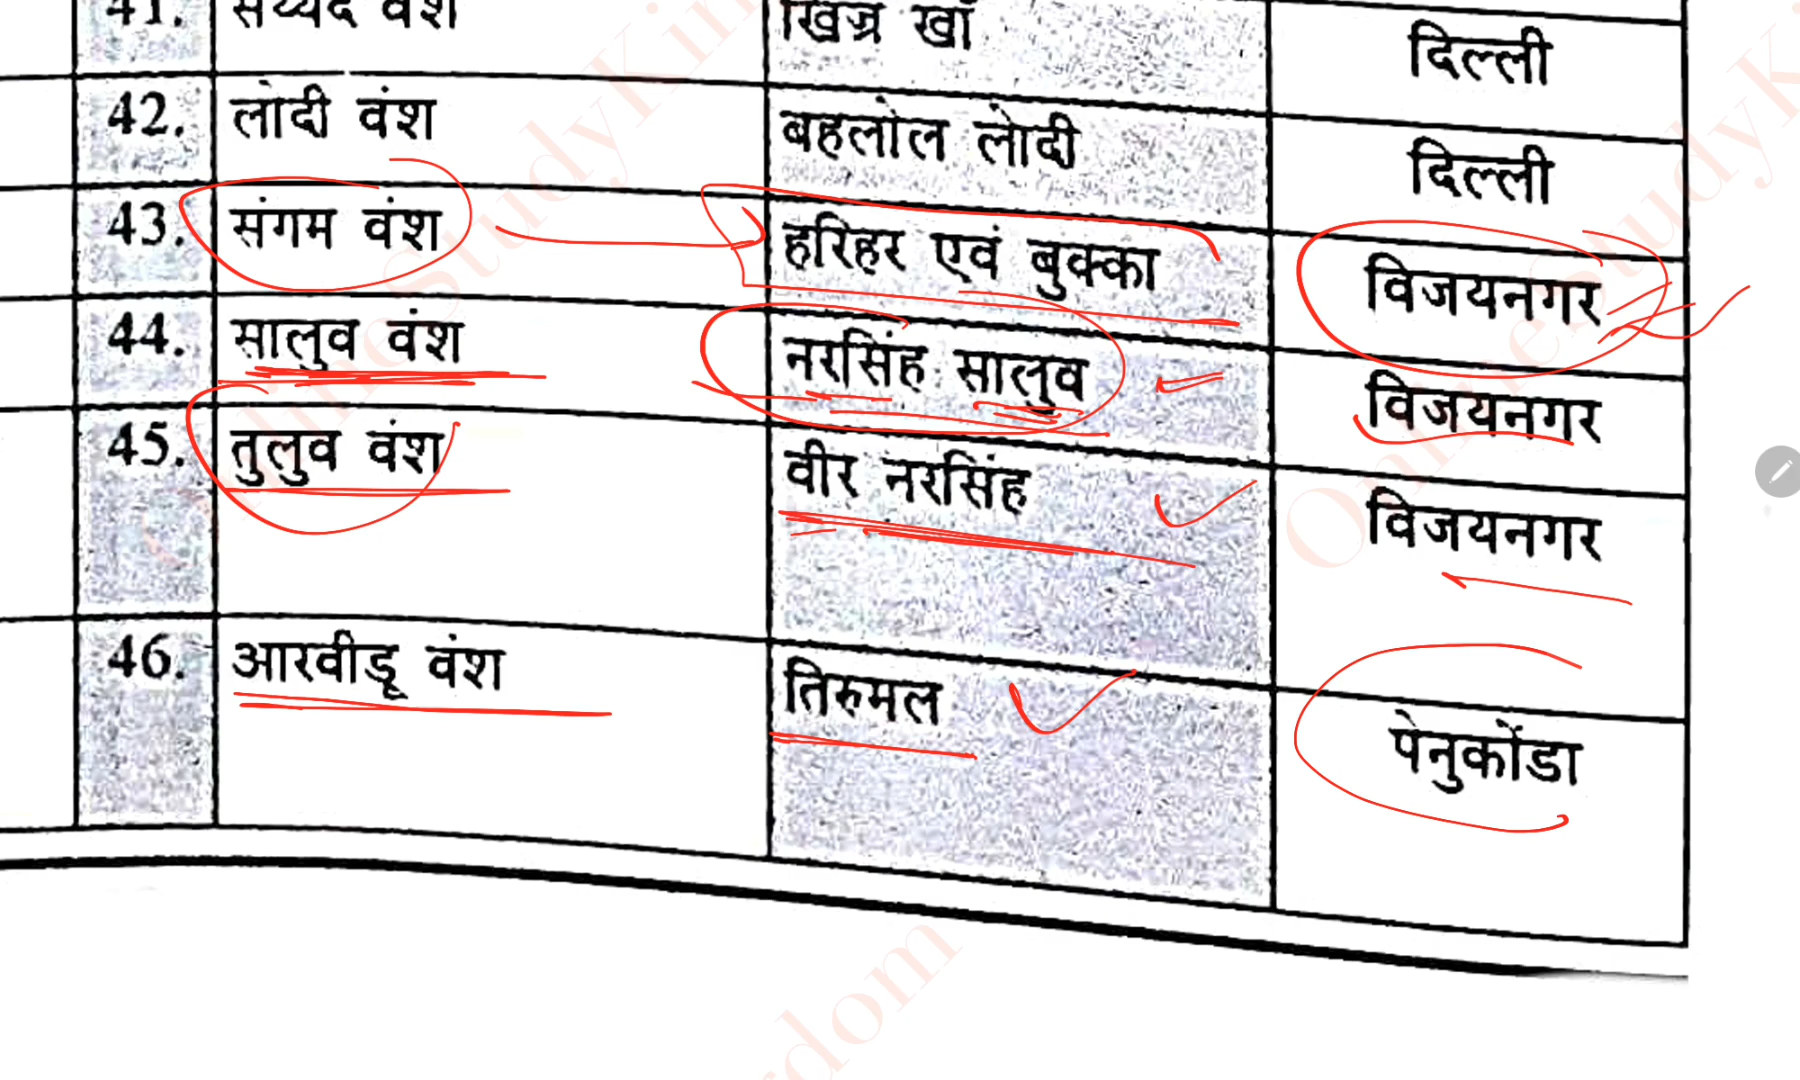 41. सय्यद वंश खिज्र खाँ दिल्ली
42. लोदी वंश बहलोल लोदी दिल्ली
43. संगम वंश हरिहर एवं बुक्का विजयनगर
44. सालुव वंश नरसिंह सालुव विजयनगर
45. तुलुव वंश वीर नरसिंह विजयनगर
46. आरवीडू वंश तिरुमल पेनुकोंडा